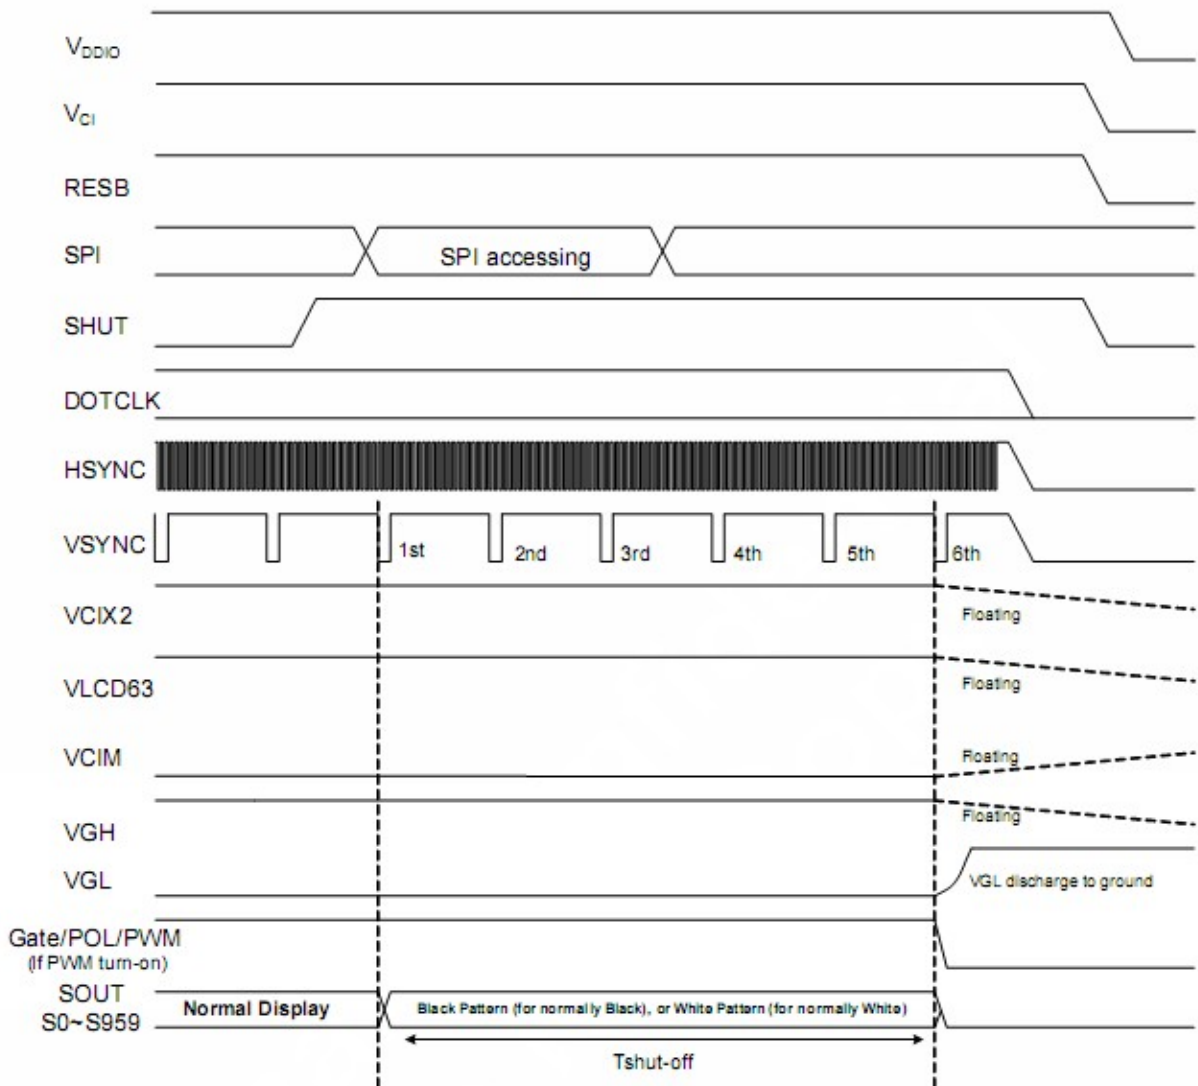 V_DDIO
V_CI
RESB
SPI
SPI accessing
SHUT
DOTCLK
HSYNC
VSYNC
1st 2nd 3rd 4th 5th 6th
VCIX2
Floating
VLCD63
Floating
VCIM
Floating
VGH
Floating
VGL
VGL discharge to ground
Gate/POL/PWM
(If PWM turn-on)
SOUT
S0~S959
Normal Display
Black Pattern (for normally Black), or White Pattern (for normally White)
Tshut-off